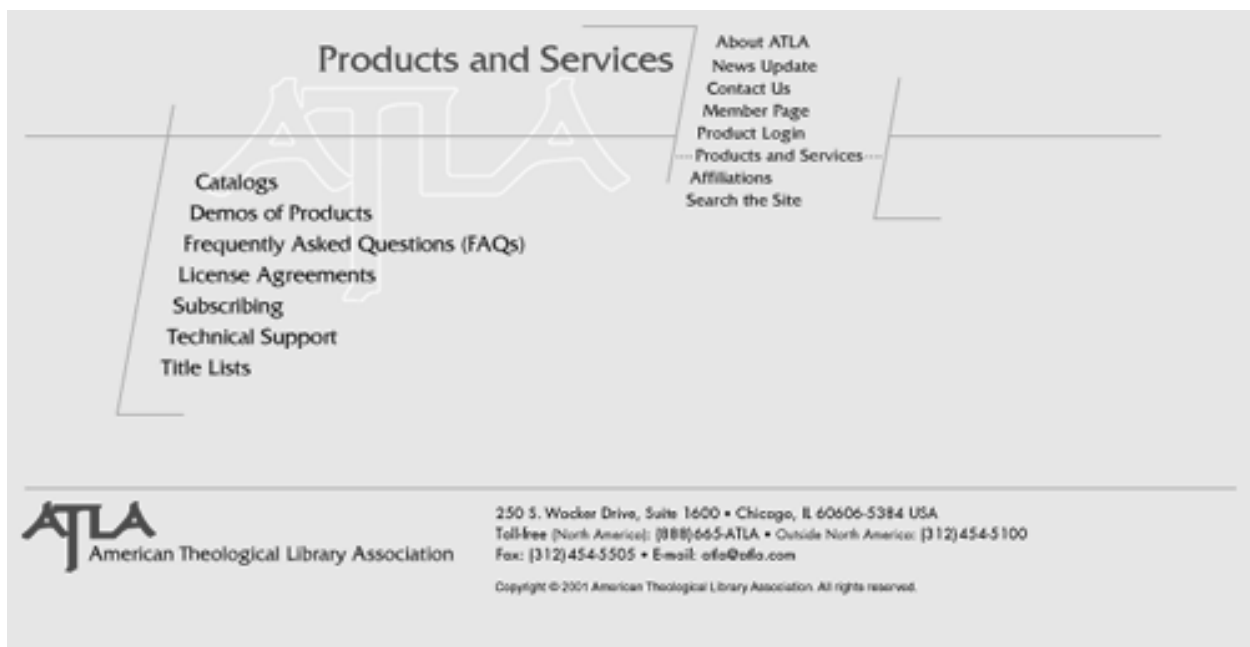 Products and Services
About ATLA
News Update
Contact Us
Member Page
Product Login
Products and Services
Affiliations
Search the Site
ATLA
Catalogs
Demos of Products
Frequently Asked Questions (FAQs)
License Agreements
Subscribing
Technical Support
Title Lists
ATLA
American Theological Library Association
250 S. Wacker Drive, Suite 1600 • Chicago, IL 60606-5384 USA
Toll-free (North America): (888)665-ATLA • Outside North America: (312)454-5100
Fax: (312)454-5505 • E-mail: atla@atla.com
Copyright © 2001 American Theological Library Association. All rights reserved.